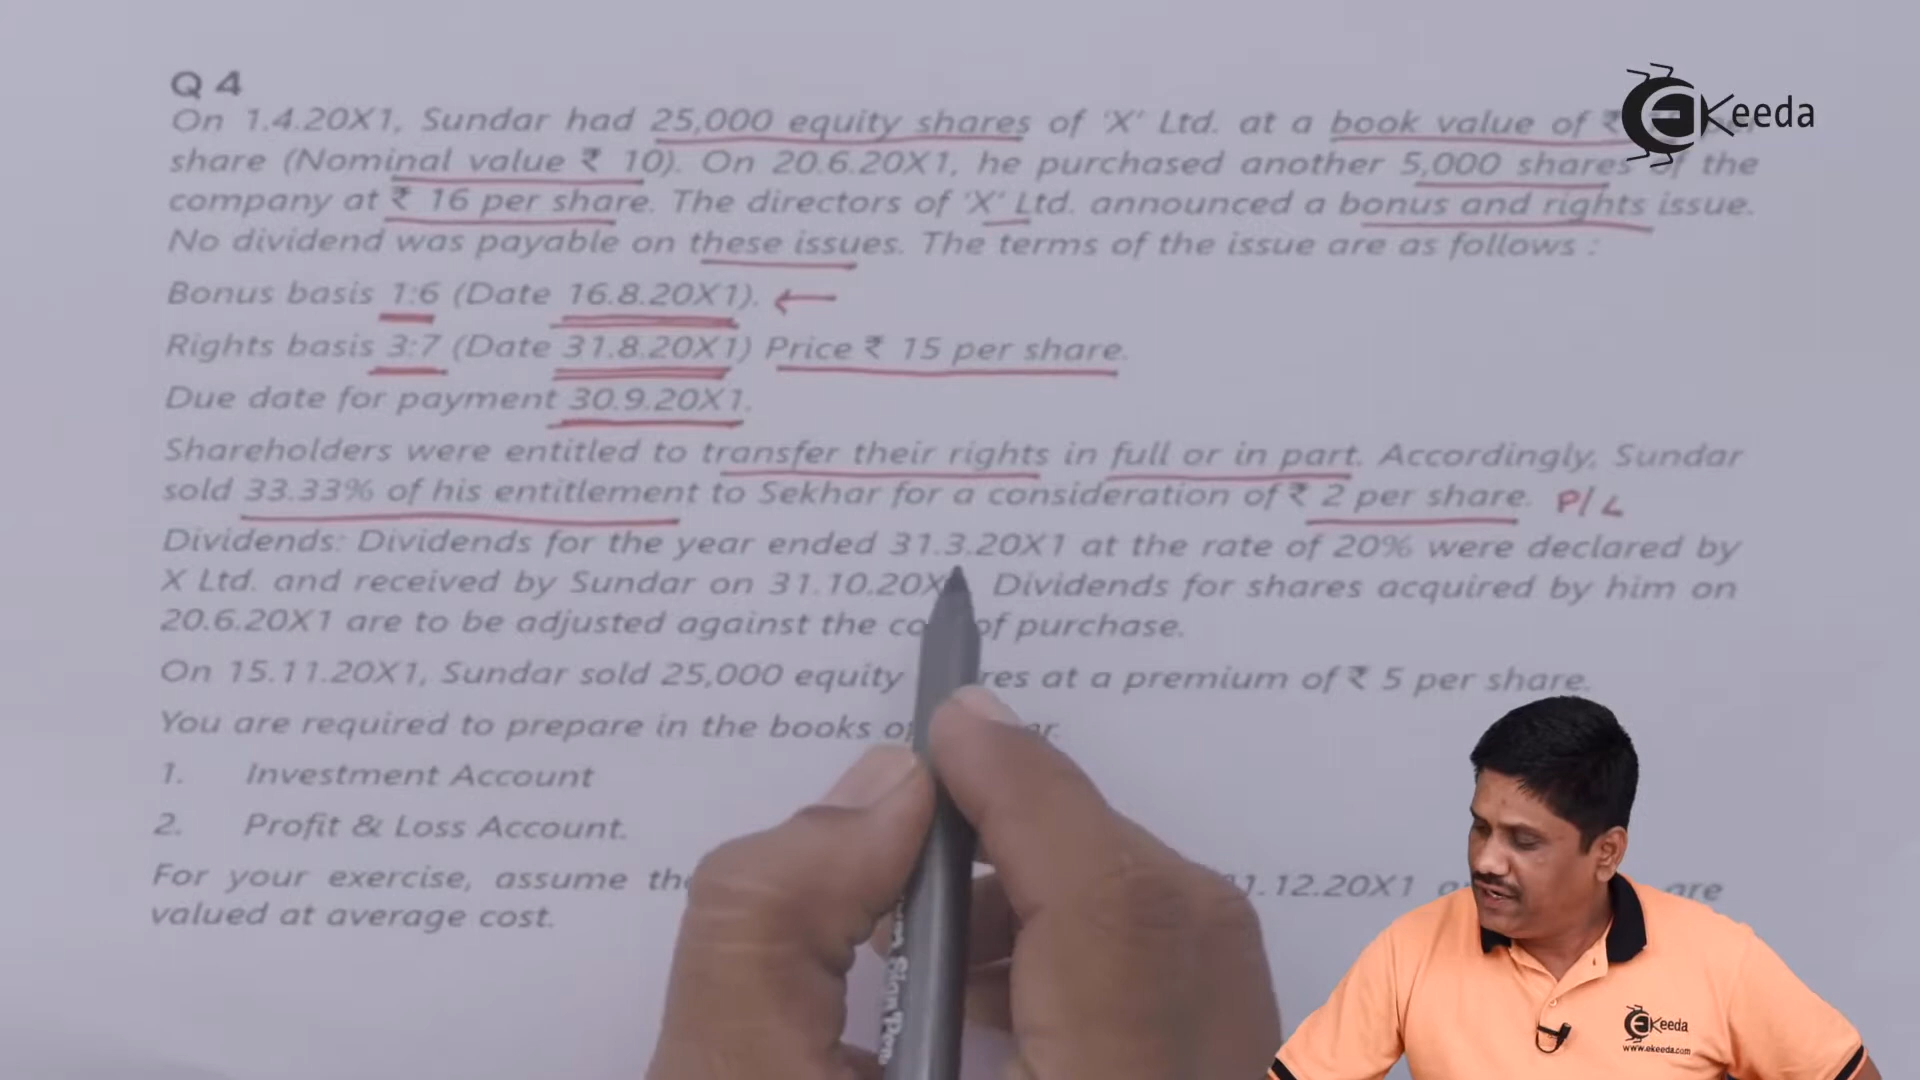 Q 4
Keeda
On 1.4.20X1, Sundar had 25,000 equity shares of 'X' Ltd. at a book value of ₹
share (Nominal value ₹ 10). On 20.6.20X1, he purchased another 5,000 shares of the
company at ₹ 16 per share. The directors of 'X' Ltd. announced a bonus and rights issue.
No dividend was payable on these issues. The terms of the issue are as follows :
Bonus basis 1:6 (Date 16.8.20X1). ←
Rights basis 3:7 (Date 31.8.20X1) Price ₹ 15 per share.
Due date for payment 30.9.20X1.
Shareholders were entitled to transfer their rights in full or in part. Accordingly, Sundar
sold 33.33% of his entitlement to Sekhar for a consideration of ₹ 2 per share. P/L
Dividends: Dividends for the year ended 31.3.20X1 at the rate of 20% were declared by
X Ltd. and received by Sundar on 31.10.20X Dividends for shares acquired by him on
20.6.20X1 are to be adjusted against the of purchase.
On 15.11.20X1, Sundar sold 25,000 equity at a premium of ₹ 5 per share.
You are required to prepare in the books
1. Investment Account
2. Profit & Loss Account.
For your exercise, assume 1.12.20X1 are
valued at average cost.
Sign Pen
Keeda
www.ekeeda.com